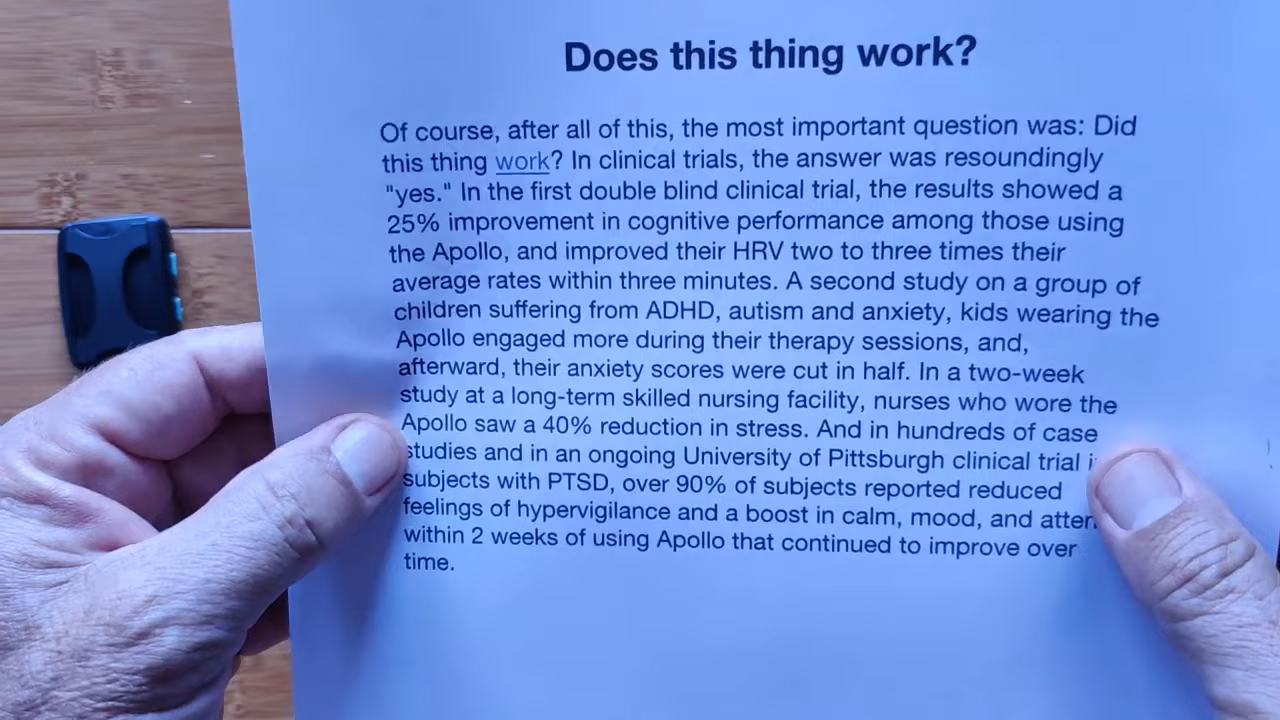 Does this thing work?
Of course, after all of this, the most important question was: Did
this thing work? In clinical trials, the answer was resoundingly
"yes." In the first double blind clinical trial, the results showed a
25% improvement in cognitive performance among those using
the Apollo, and improved their HRV two to three times their
average rates within three minutes. A second study on a group of
children suffering from ADHD, autism and anxiety, kids wearing the
Apollo engaged more during their therapy sessions, and,
afterward, their anxiety scores were cut in half. In a two-week
study at a long-term skilled nursing facility, nurses who wore the
Apollo saw a 40% reduction in stress. And in hundreds of case
studies and in an ongoing University of Pittsburgh clinical trial
subjects with PTSD, over 90% of subjects reported reduced
feelings of hypervigilance and a boost in calm, mood, and
within 2 weeks of using Apollo that continued to improve over
time.